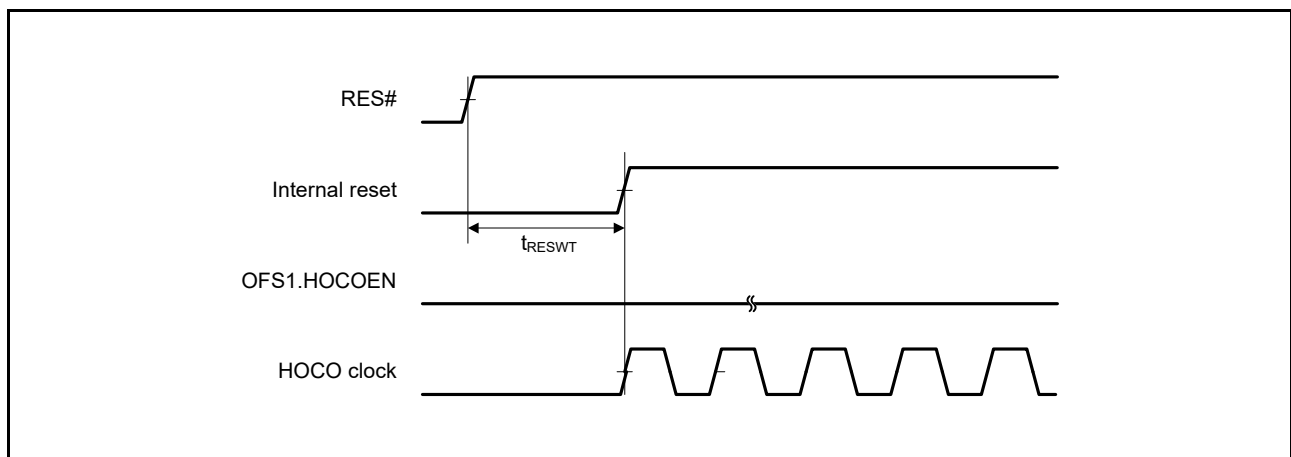 RES#
Internal reset
tRESWT
OFS1.HOCOEN
HOCO clock